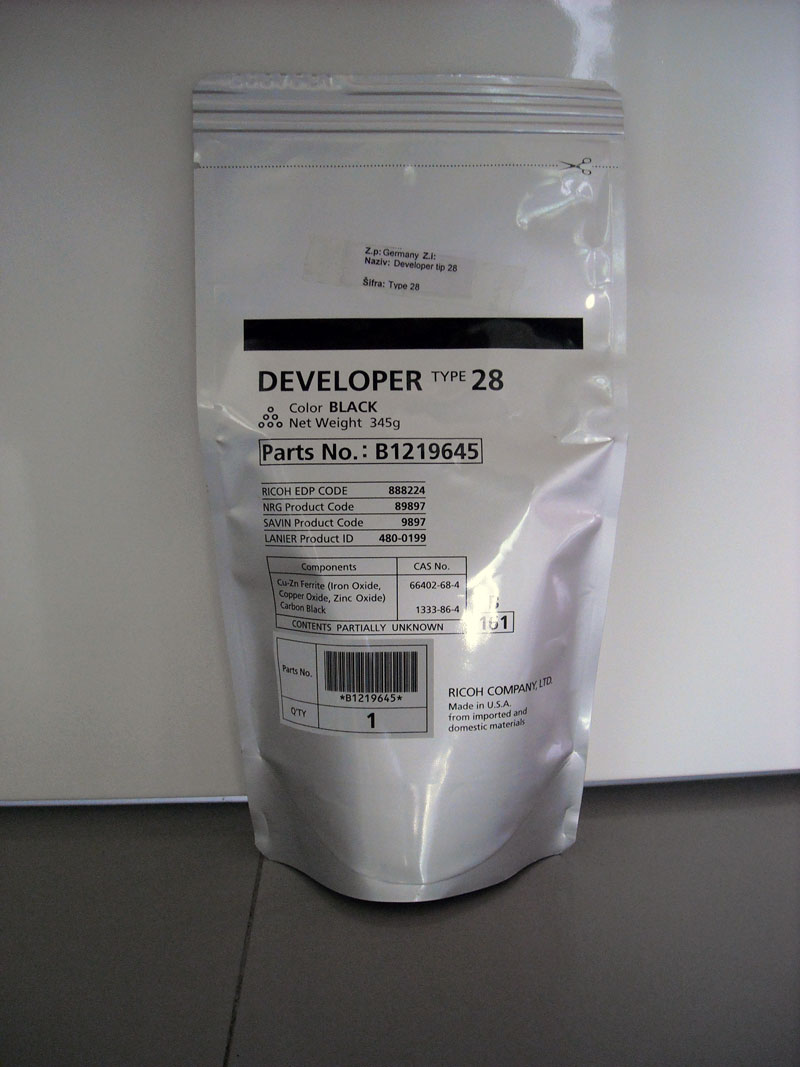 Z.p: Germany Z.I:
Naziv: Developer tip 28
Šifra: Type 28
DEVELOPER TYPE 28
Color BLACK
Net Weight 345g
Parts No.: B1219645
RICOH EDP CODE 888224
NRG Product Code 89897
SAVIN Product Code 9897
LANIER Product ID 480-0199
Components CAS No.
Cu-Zn Ferrite (Iron Oxide, 66402-68-4
Copper Oxide, Zinc Oxide)
Carbon Black 1333-86-4
CONTENTS PARTIALLY UNKNOWN
161
Parts No.
*B1219645*
Q'TY 1
RICOH COMPANY, LTD.
Made in U.S.A.
from imported and
domestic materials